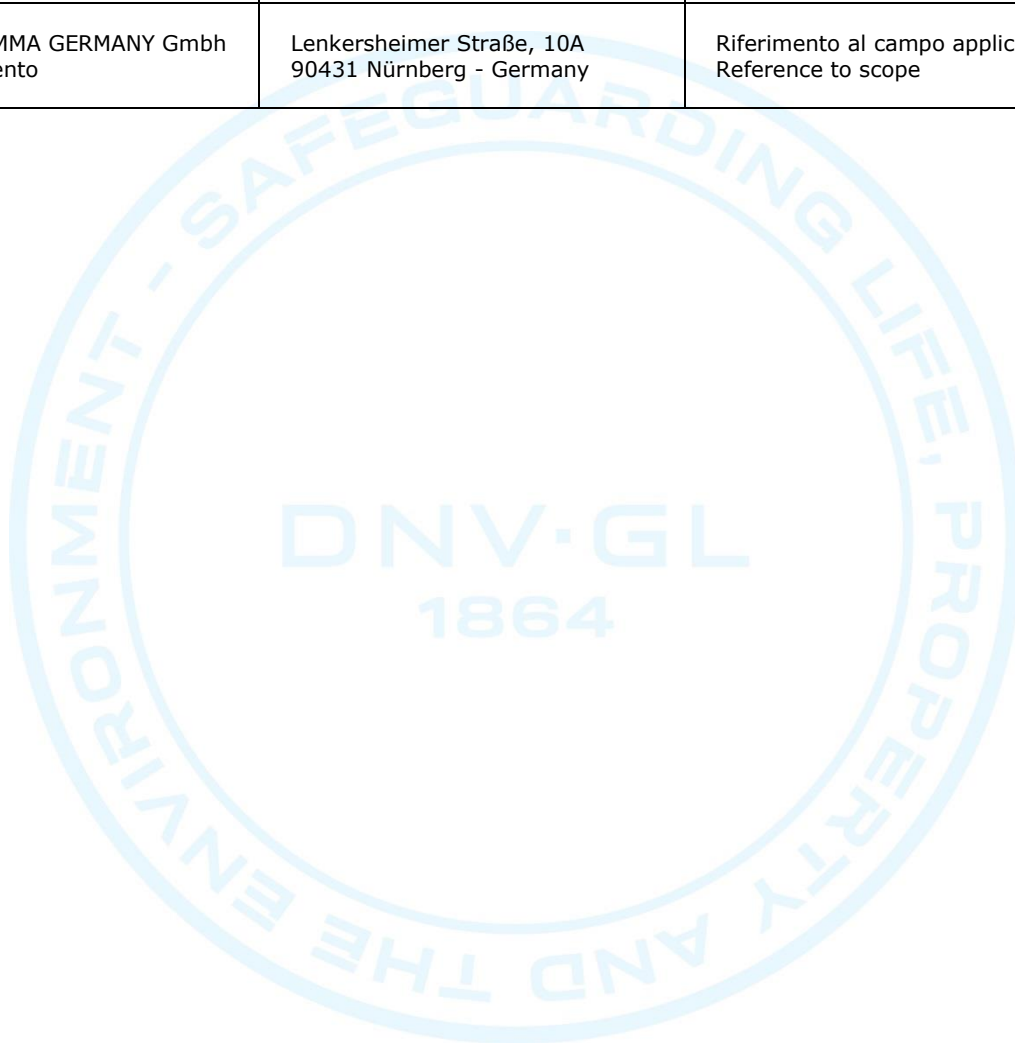 MMA GERMANY Gmbh
ento
Lenkersheimer Straße, 10A
90431 Nürnberg - Germany
Riferimento al campo applic
Reference to scope
SAFEGUARDING LIFE, PROPERTY AND THE ENVIRONMENT -
DNV·GL
1864